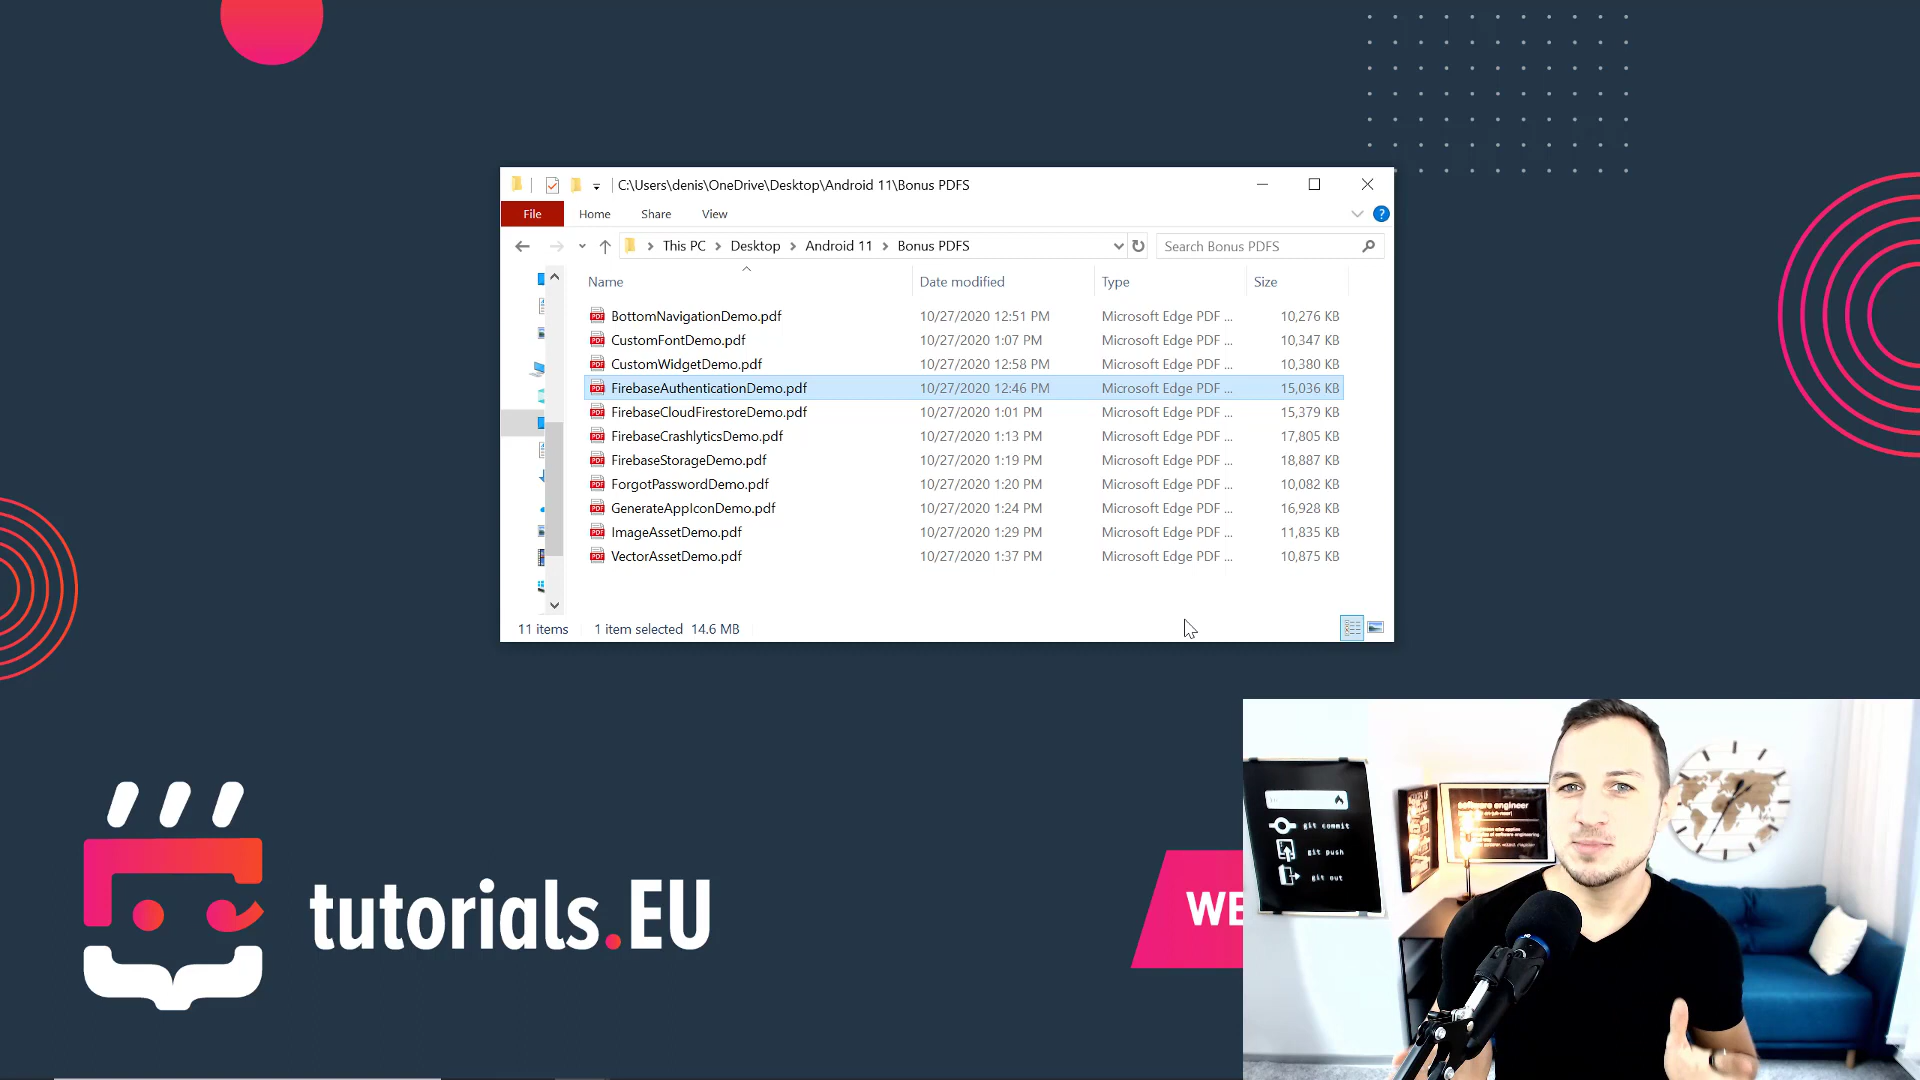 C:\Users\denis\OneDrive\Desktop\Android 11\Bonus PDFS
File Home Share View
This PC Desktop Android 11 Bonus PDFS Search Bonus PDFS
Name Date modified Type Size
BottomNavigationDemo.pdf 10/27/2020 12:51 PM Microsoft Edge PDF ... 10,276 KB
CustomFontDemo.pdf 10/27/2020 1:07 PM Microsoft Edge PDF ... 10,347 KB
CustomWidgetDemo.pdf 10/27/2020 12:58 PM Microsoft Edge PDF ... 10,380 KB
FirebaseAuthenticationDemo.pdf 10/27/2020 12:46 PM Microsoft Edge PDF ... 15,036 KB
FirebaseCloudFirestoreDemo.pdf 10/27/2020 1:01 PM Microsoft Edge PDF ... 15,379 KB
FirebaseCrashlyticsDemo.pdf 10/27/2020 1:13 PM Microsoft Edge PDF ... 17,805 KB
FirebaseStorageDemo.pdf 10/27/2020 1:19 PM Microsoft Edge PDF ... 18,887 KB
ForgotPasswordDemo.pdf 10/27/2020 1:20 PM Microsoft Edge PDF ... 10,082 KB
GenerateAppIconDemo.pdf 10/27/2020 1:24 PM Microsoft Edge PDF ... 16,928 KB
ImageAssetDemo.pdf 10/27/2020 1:29 PM Microsoft Edge PDF ... 11,835 KB
VectorAssetDemo.pdf 10/27/2020 1:37 PM Microsoft Edge PDF ... 10,875 KB
11 items 1 item selected 14.6 MB
tutorials.EU
WE
git commit
git push
git out
software engineer